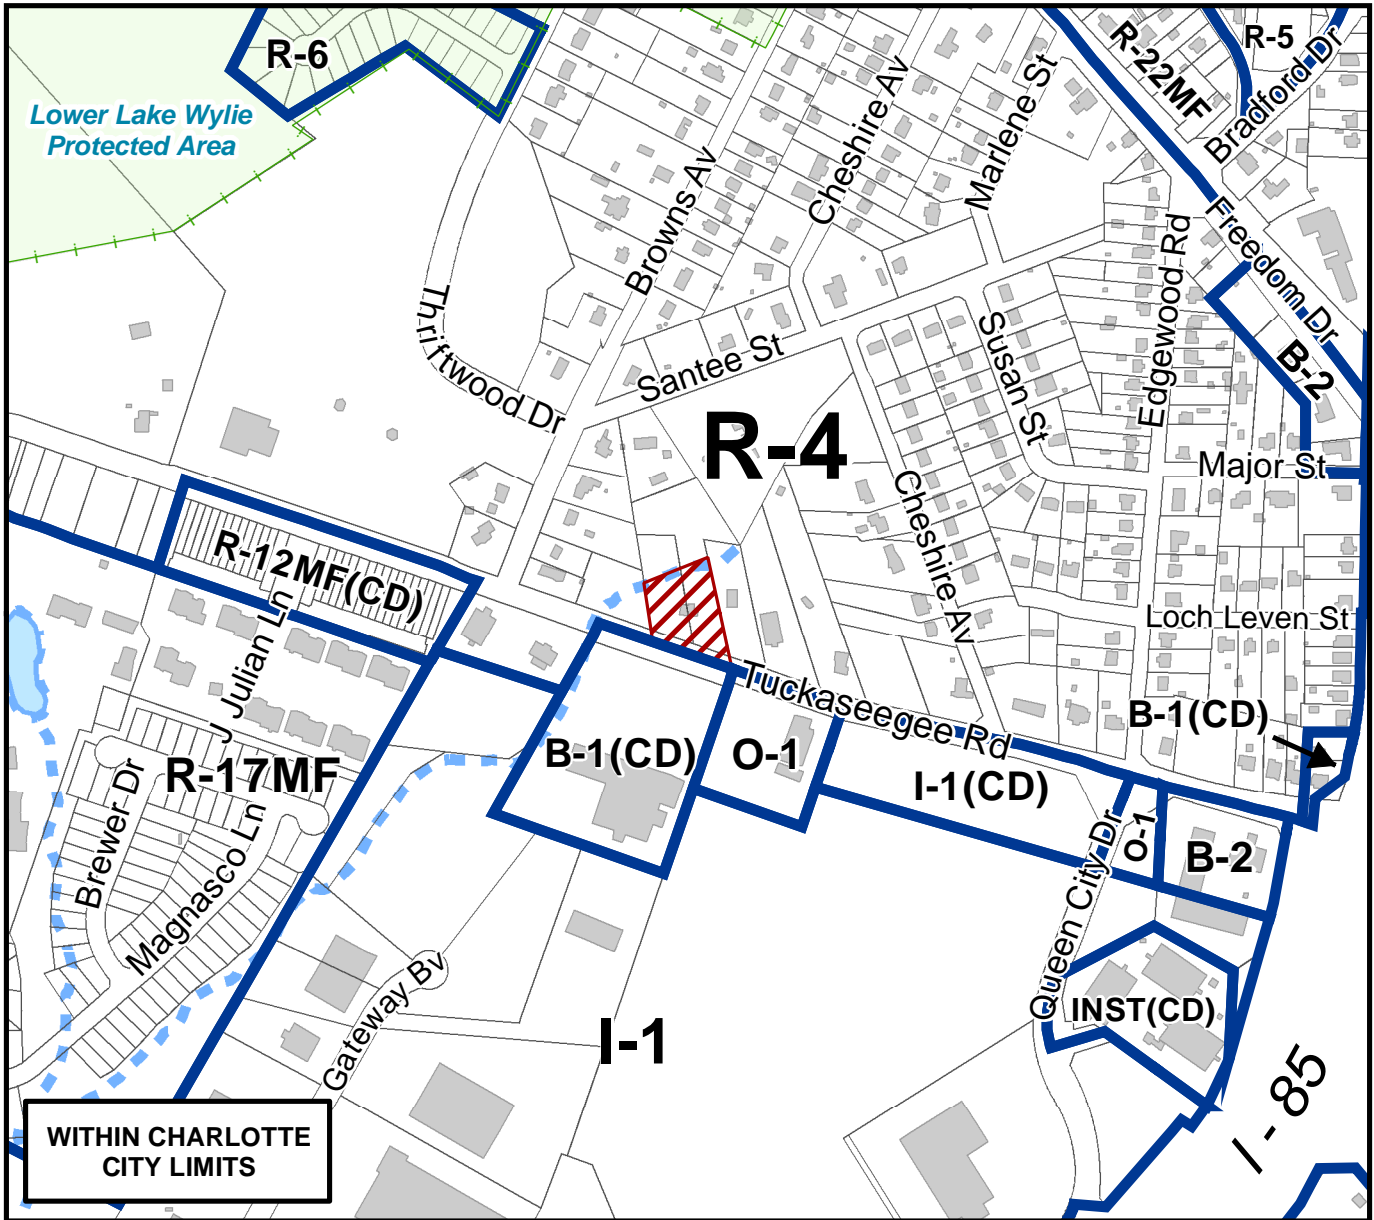 R-6
R-22MF
R-5
Bradford Dr
Lower Lake Wylie
Protected Area
Browns Av
Cheshire Av
Marlene St
Freedom Dr
Edgewood Rd
Thriftwood Dr
Santee St
Susan St
B-2
R-4
Major St
Cheshire Av
R-12MF(CD)
Loch Leven St
J Julian Ln
Tuckaseegee Rd
B-1(CD)
B-1(CD)
O-1
I-1(CD)
R-17MF
Brewer Dr
Magnasco Ln
Queen City Dr
O-1
B-2
Gateway Bv
INST(CD)
I-1
I - 85
WITHIN CHARLOTTE
CITY LIMITS